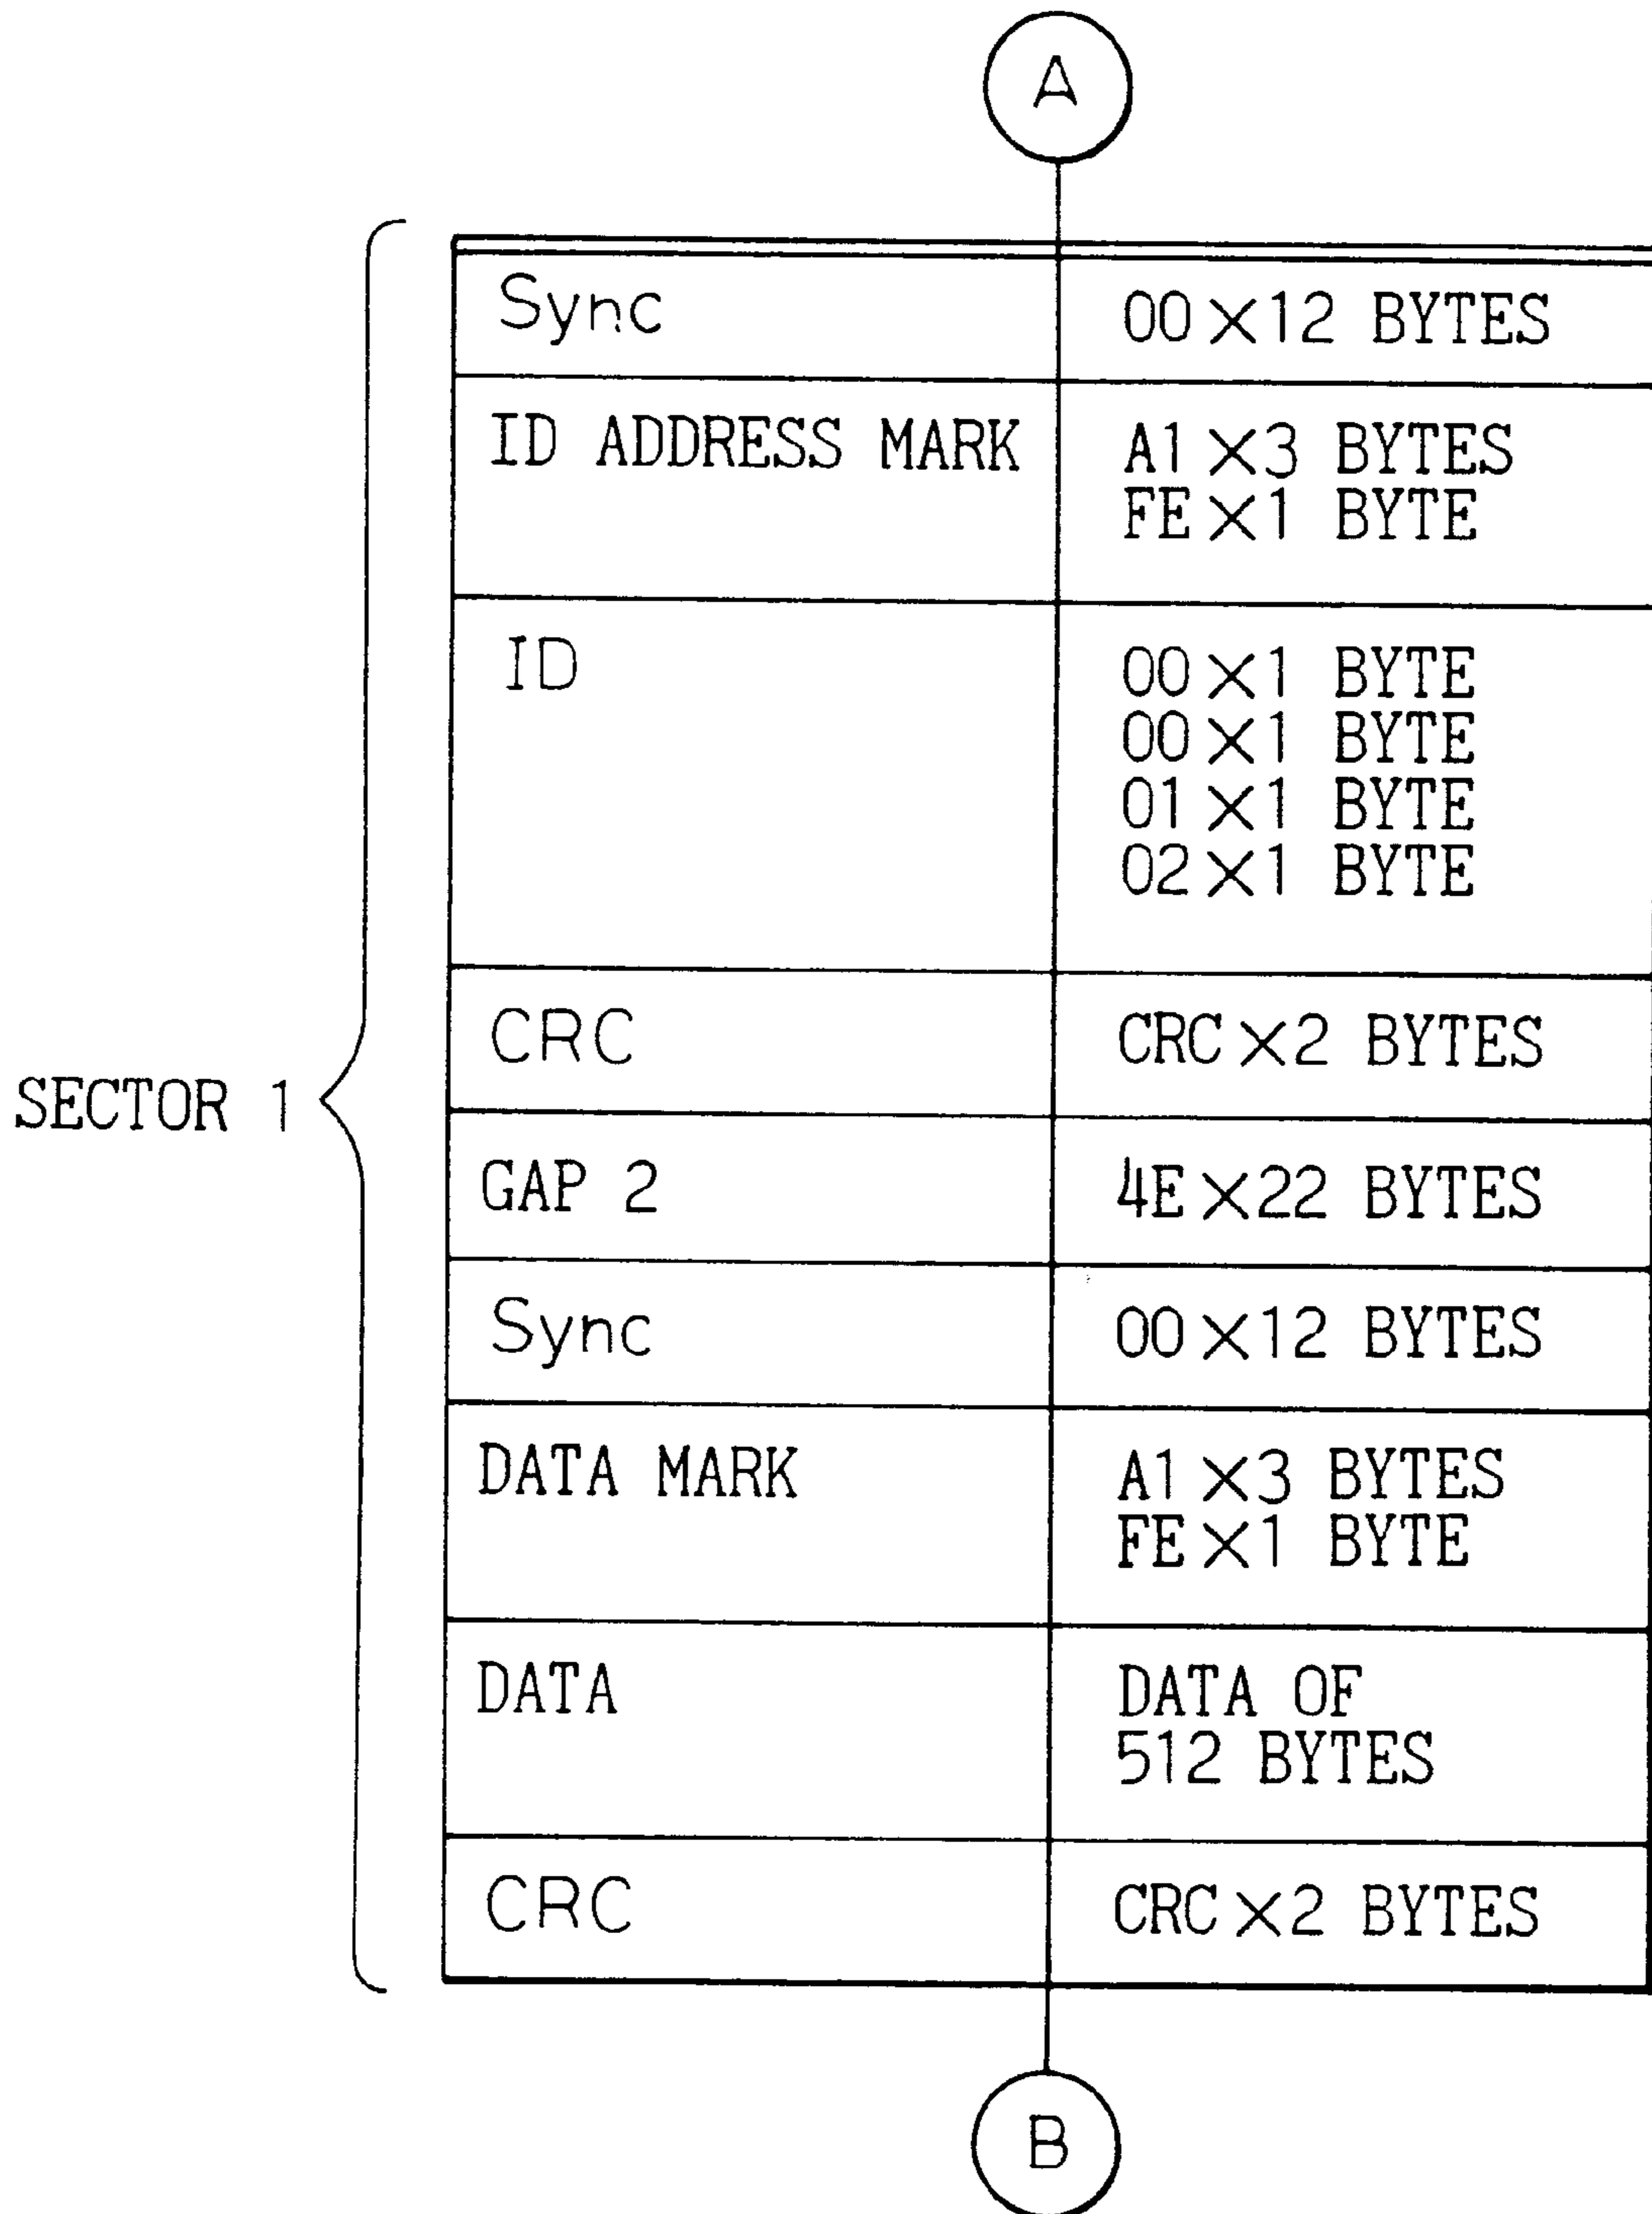 A
Sync 00×12 BYTES
ID ADDRESS MARK A1×3 BYTES
FE×1 BYTE
ID 00×1 BYTE
00×1 BYTE
01×1 BYTE
02×1 BYTE
CRC CRC×2 BYTES
SECTOR 1
GAP 2 4E×22 BYTES
Sync 00×12 BYTES
DATA MARK A1×3 BYTES
FE×1 BYTE
DATA DATA OF
512 BYTES
CRC CRC×2 BYTES
B